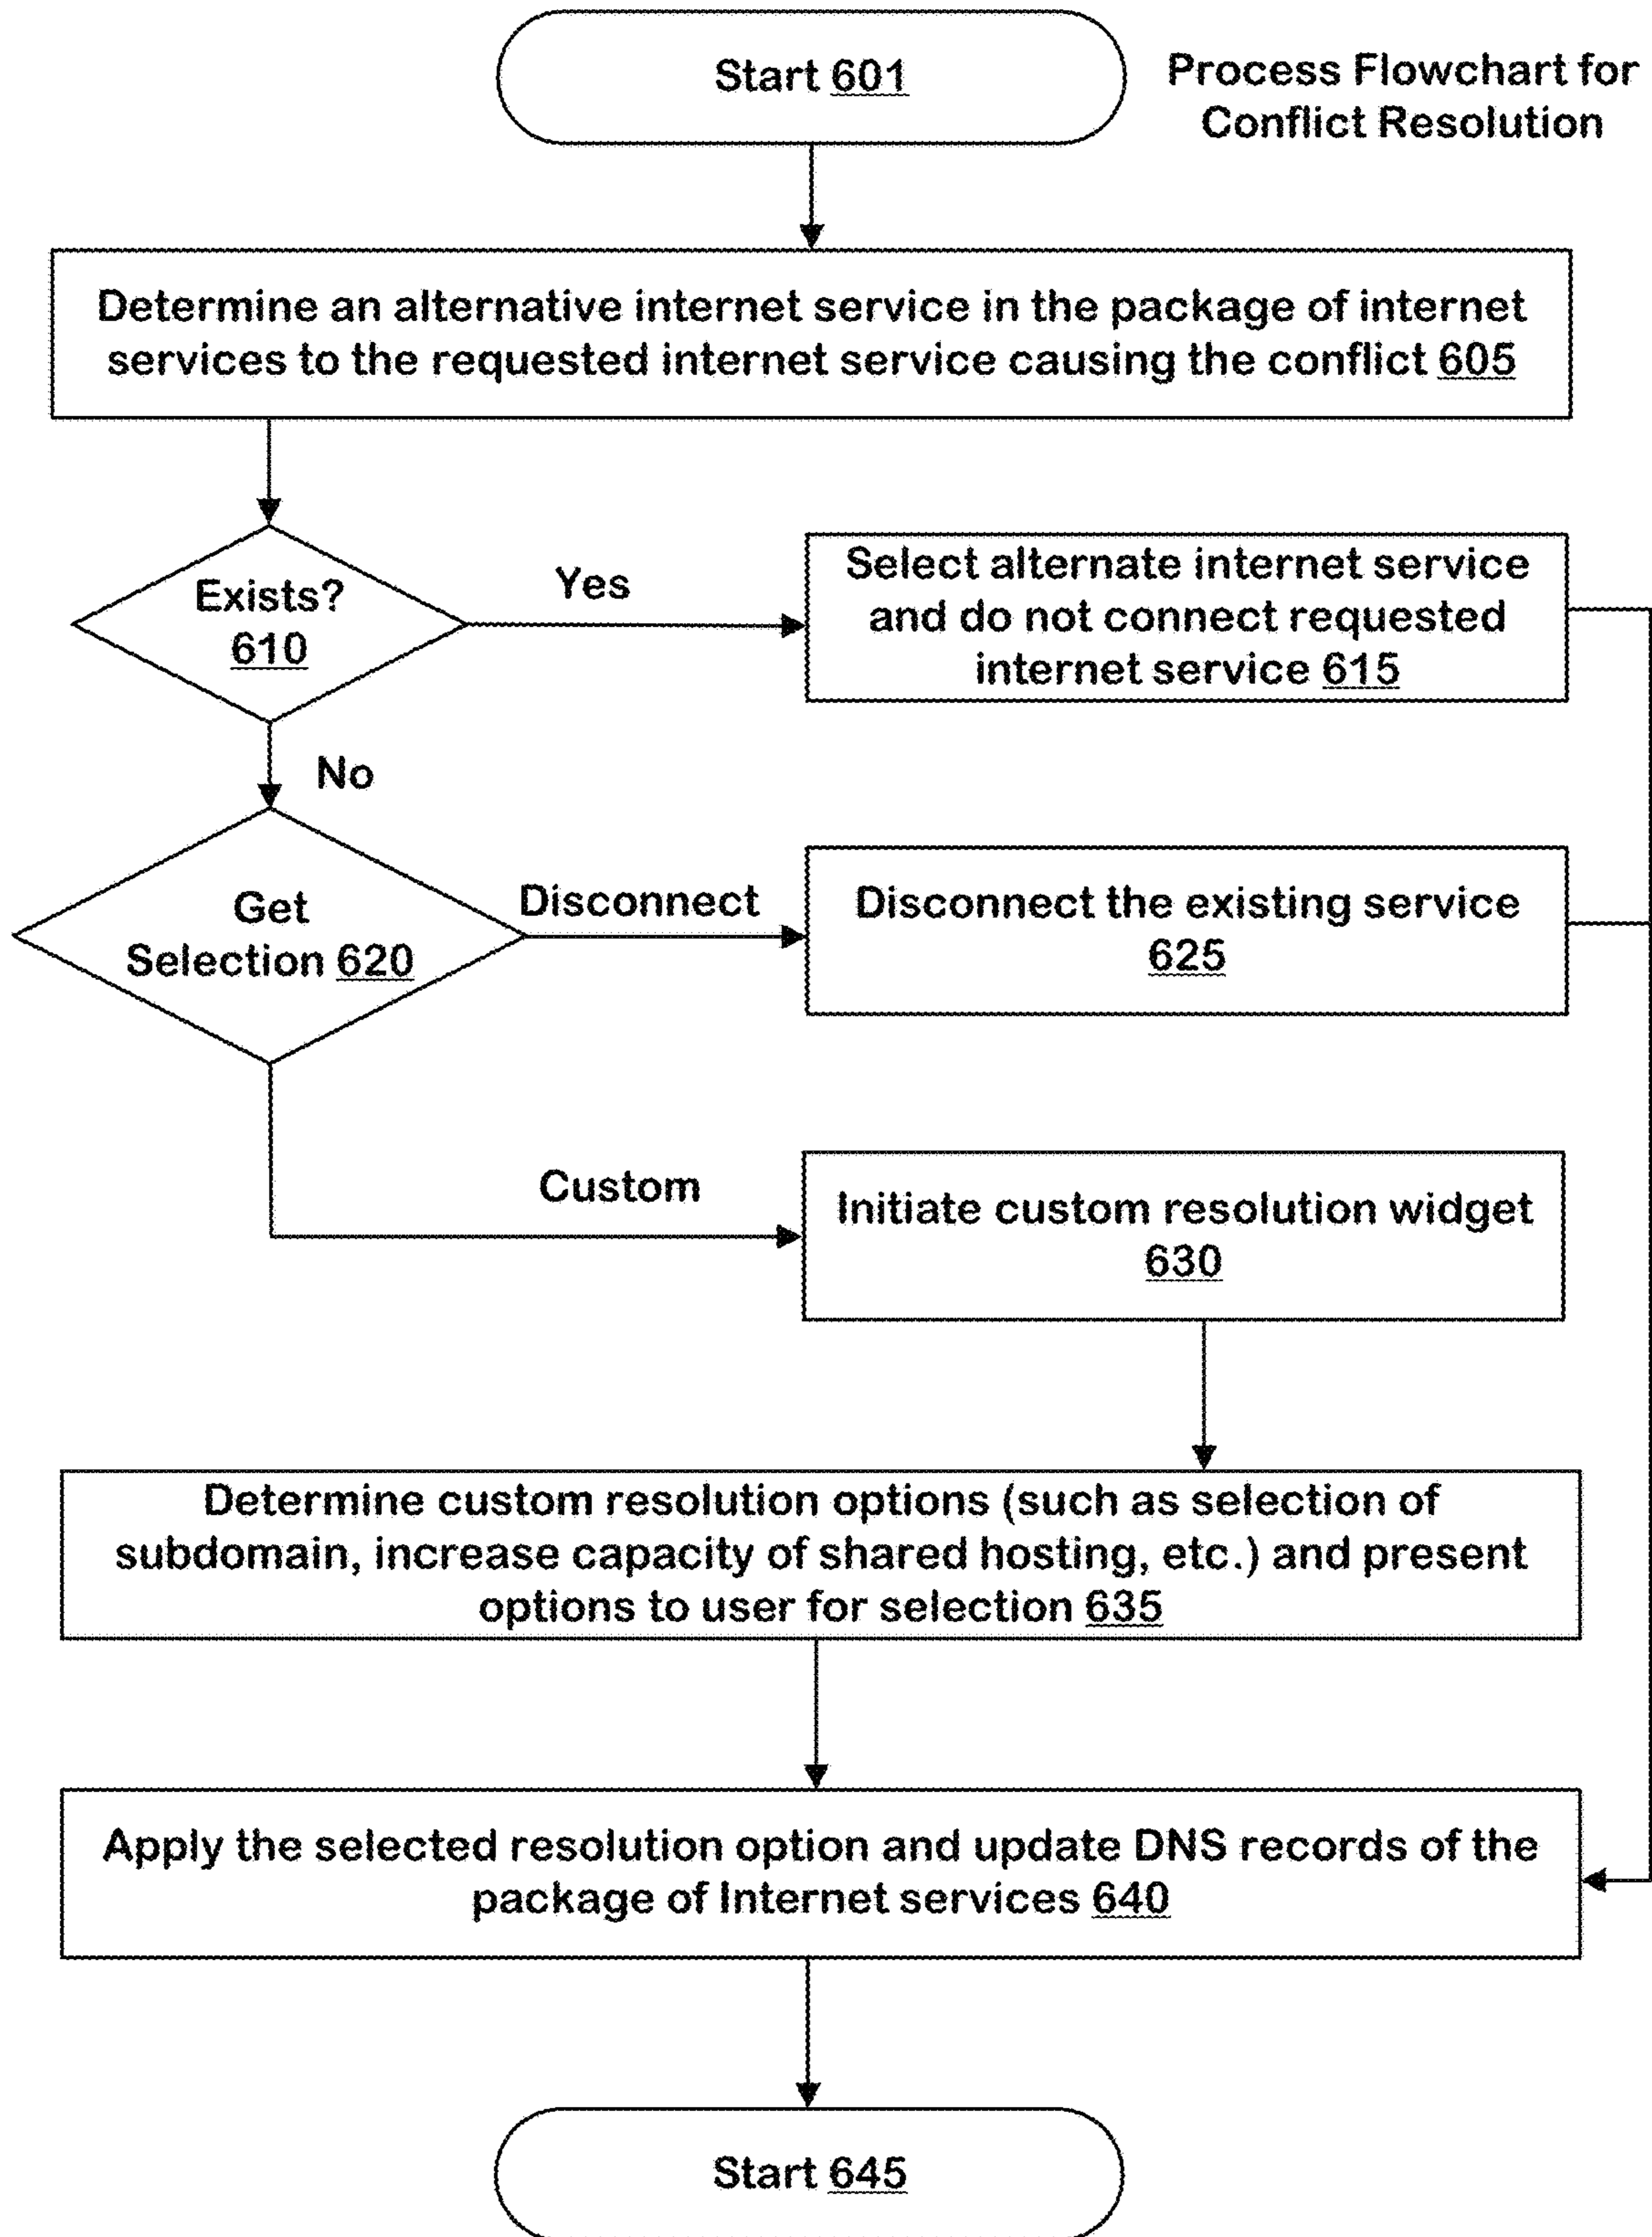 Start 601
Process Flowchart for
Conflict Resolution
Determine an alternative internet service in the package of internet
services to the requested internet service causing the conflict 605
Exists?
610
Yes
Select alternate internet service
and do not connect requested
internet service 615
No
Get
Selection 620
Disconnect
Disconnect the existing service
625
Custom
Initiate custom resolution widget
630
Determine custom resolution options (such as selection of
subdomain, increase capacity of shared hosting, etc.) and present
options to user for selection 635
Apply the selected resolution option and update DNS records of the
package of Internet services 640
Start 645